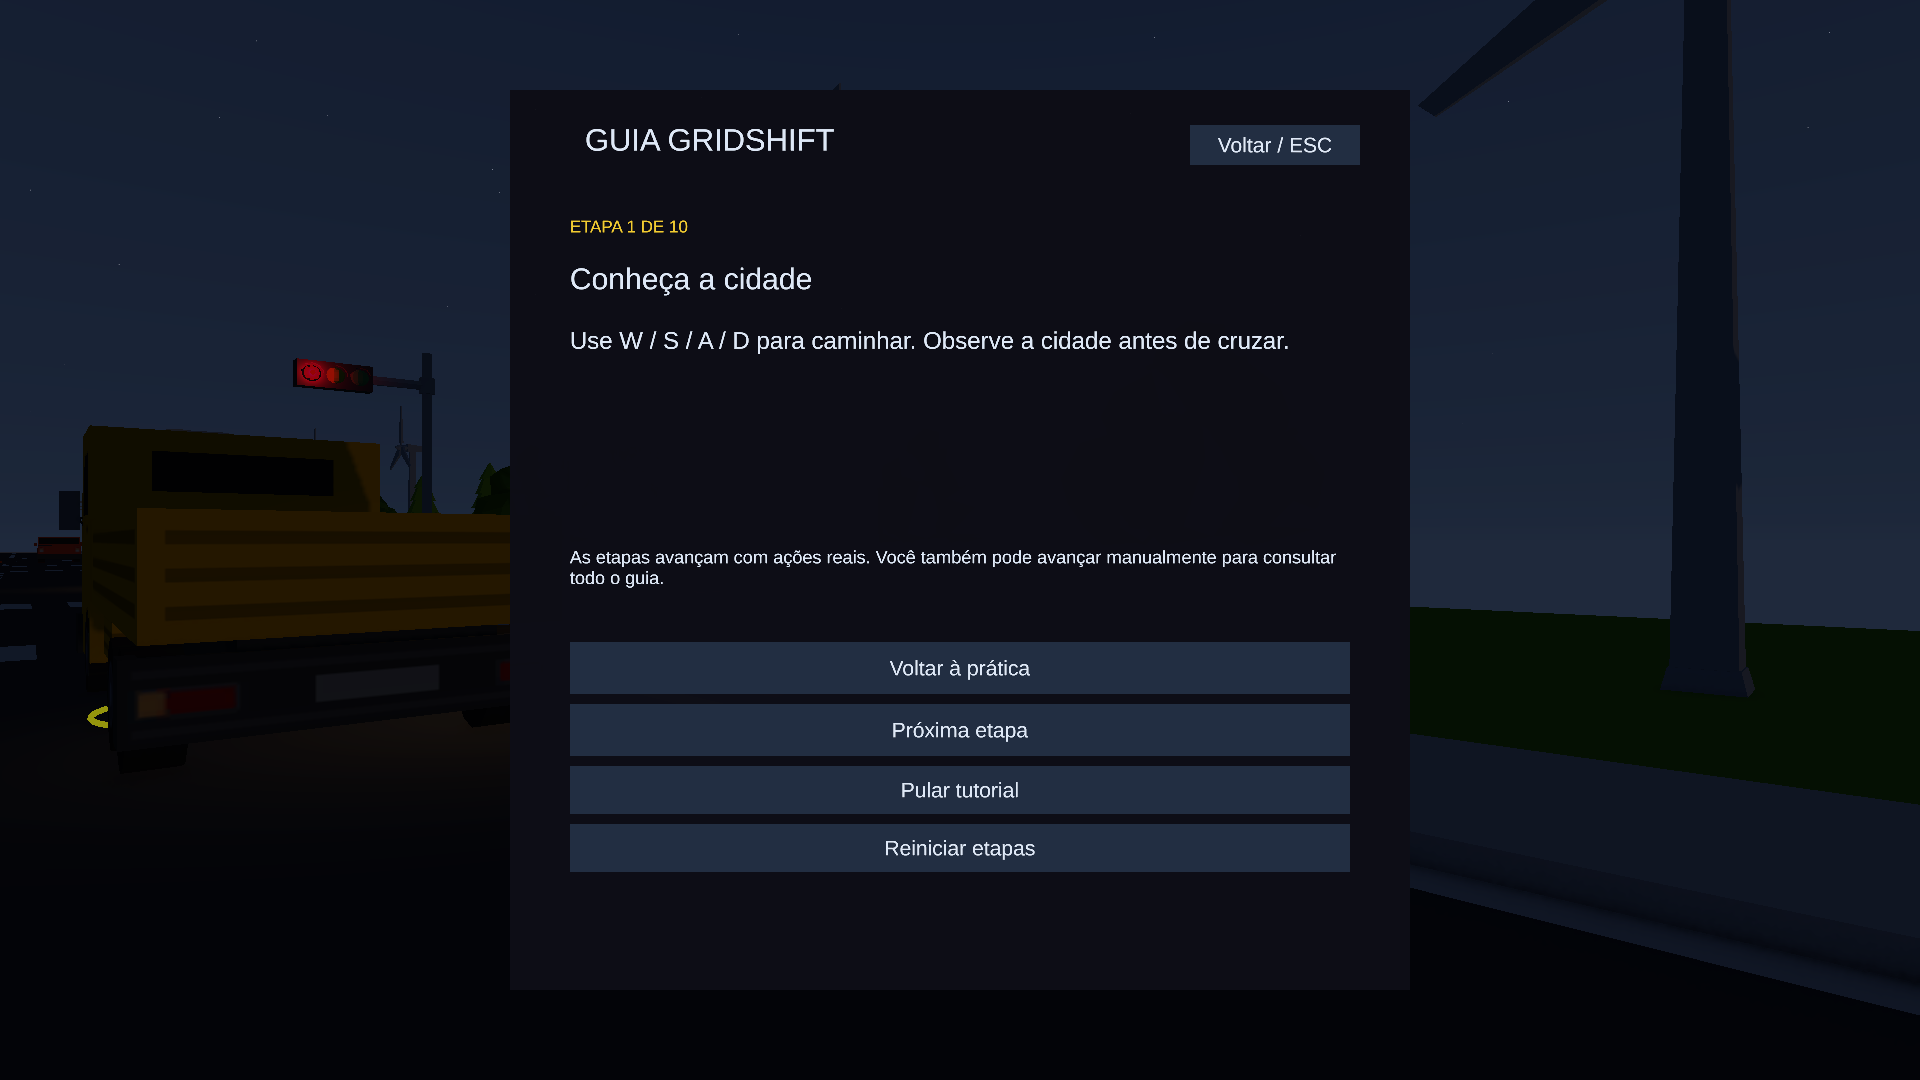 GUIA GRIDSHIFT
Voltar / ESC
ETAPA 1 DE 10
Conheça a cidade
Use W / S / A / D para caminhar. Observe a cidade antes de cruzar.
As etapas avançam com ações reais. Você também pode avançar manualmente para consultar
todo o guia.
Voltar à prática
Próxima etapa
Pular tutorial
Reiniciar etapas